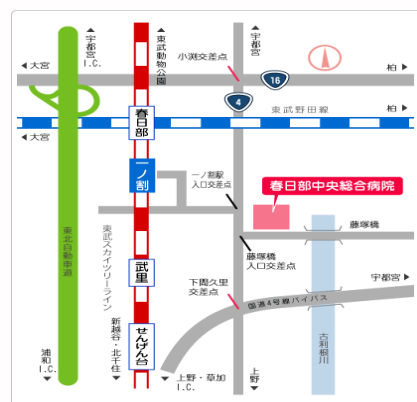 宇都宮
I.C.
東武動物公園
宇都宮
小渕交差点
大宮
柏
16
4
柏
東武野田線
春日部
大宮
一ノ割
一ノ割駅
入口交差点
春日部中央総合病院
藤塚橋
東北自動車道
東武スカイツリーライン
藤塚橋
入口交差点
武里
下間久里
交差点
宇都宮
国道4号線バイパス
古利根川
せんげん台
新越谷・北千住
浦和
I.C.
上野・草加
I.C.
上野